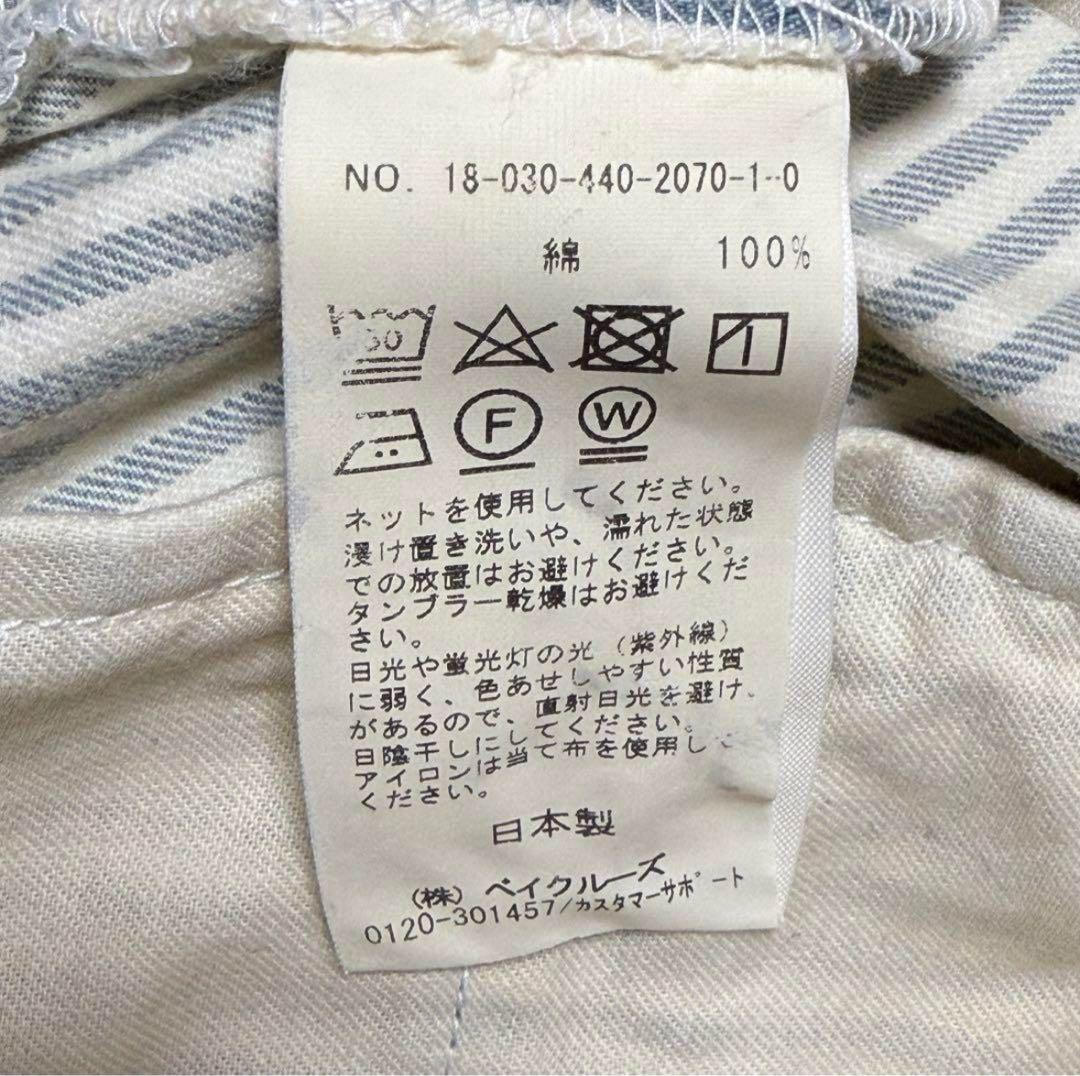 NO. 18-030-440-2070-1-0
綿 100%
30
F W
ネットを使用してください。
浸け置き洗いや、濡れた状態
での放置はお避けください。
タンブラー乾燥はお避けくだ
さい。
日光や蛍光灯の光(紫外線)
に弱く、色あせしやすい性質
があるので、直射日光を避け、
日陰干しにしてください。
アイロンは当て布を使用して
ください。
日本製
(株) ベイクルーズ
0120-301457/カスタマーサポート